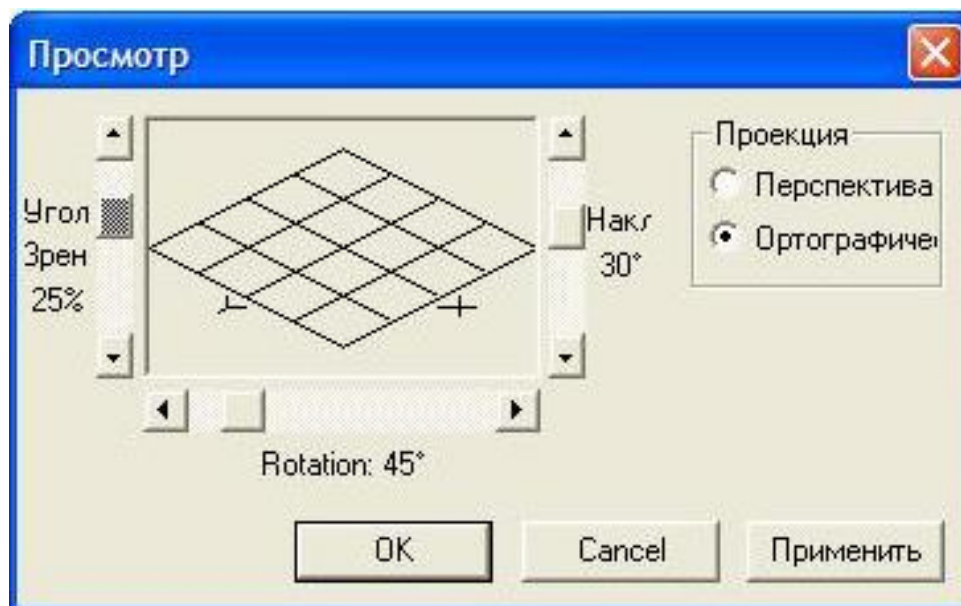 Просмотр
Угол
Зрен
25%
Накл
30°
Rotation: 45°
Проекция
Перспектива
Ортографичес
OK
Cancel
Применить